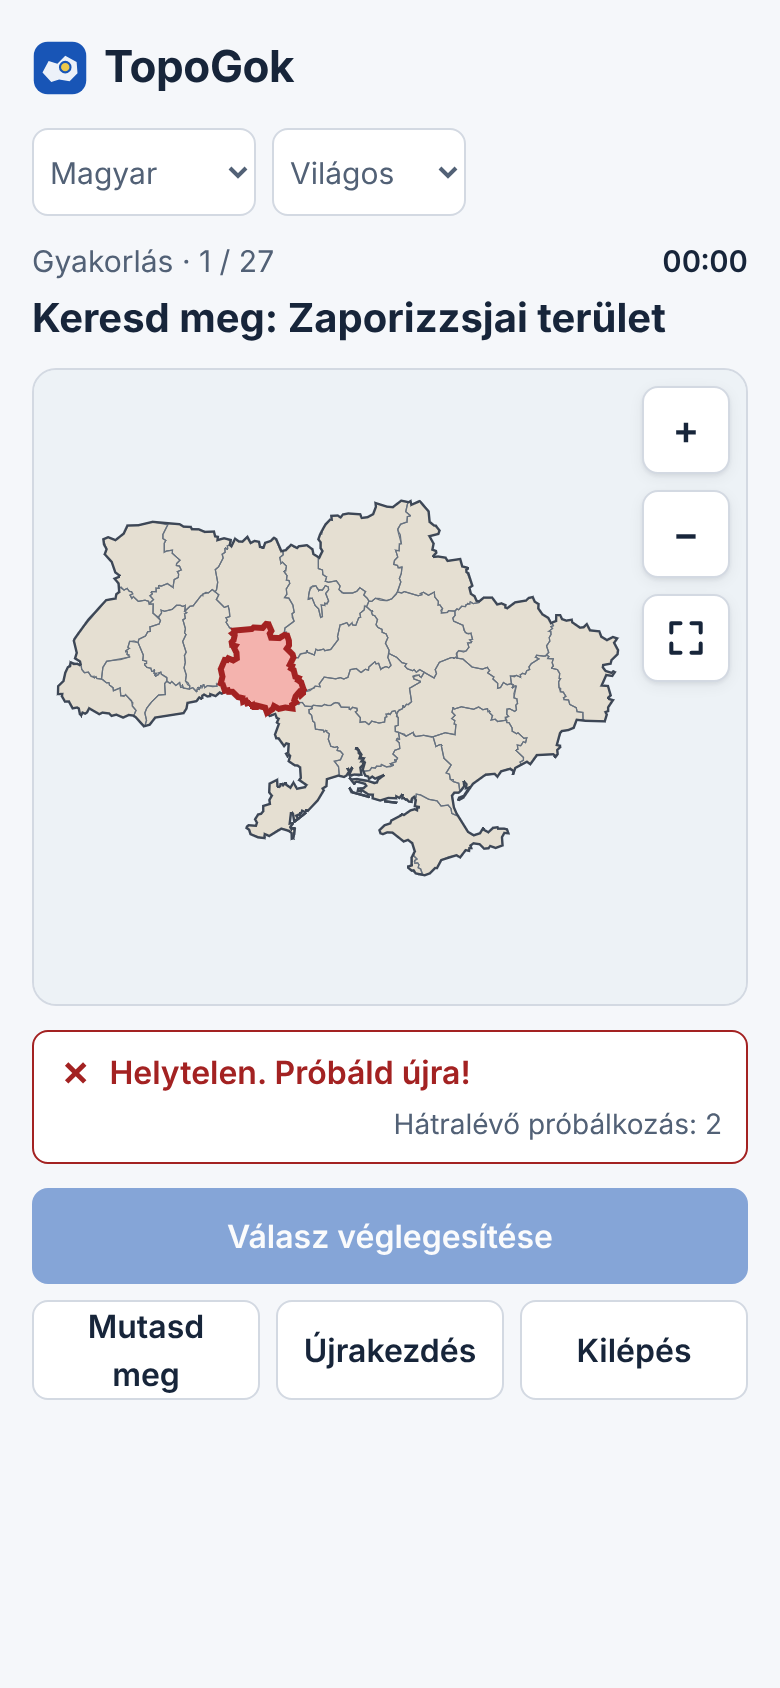 TopoGok
Magyar
Világos
Gyakorlás · 1 / 27
00:00
Keresd meg: Zaporizzsjai terület
+
−
✕ Helytelen. Próbáld újra!
Hátralévő próbálkozás: 2
Válasz véglegesítése
Mutasd
meg
Újrakezdés
Kilépés